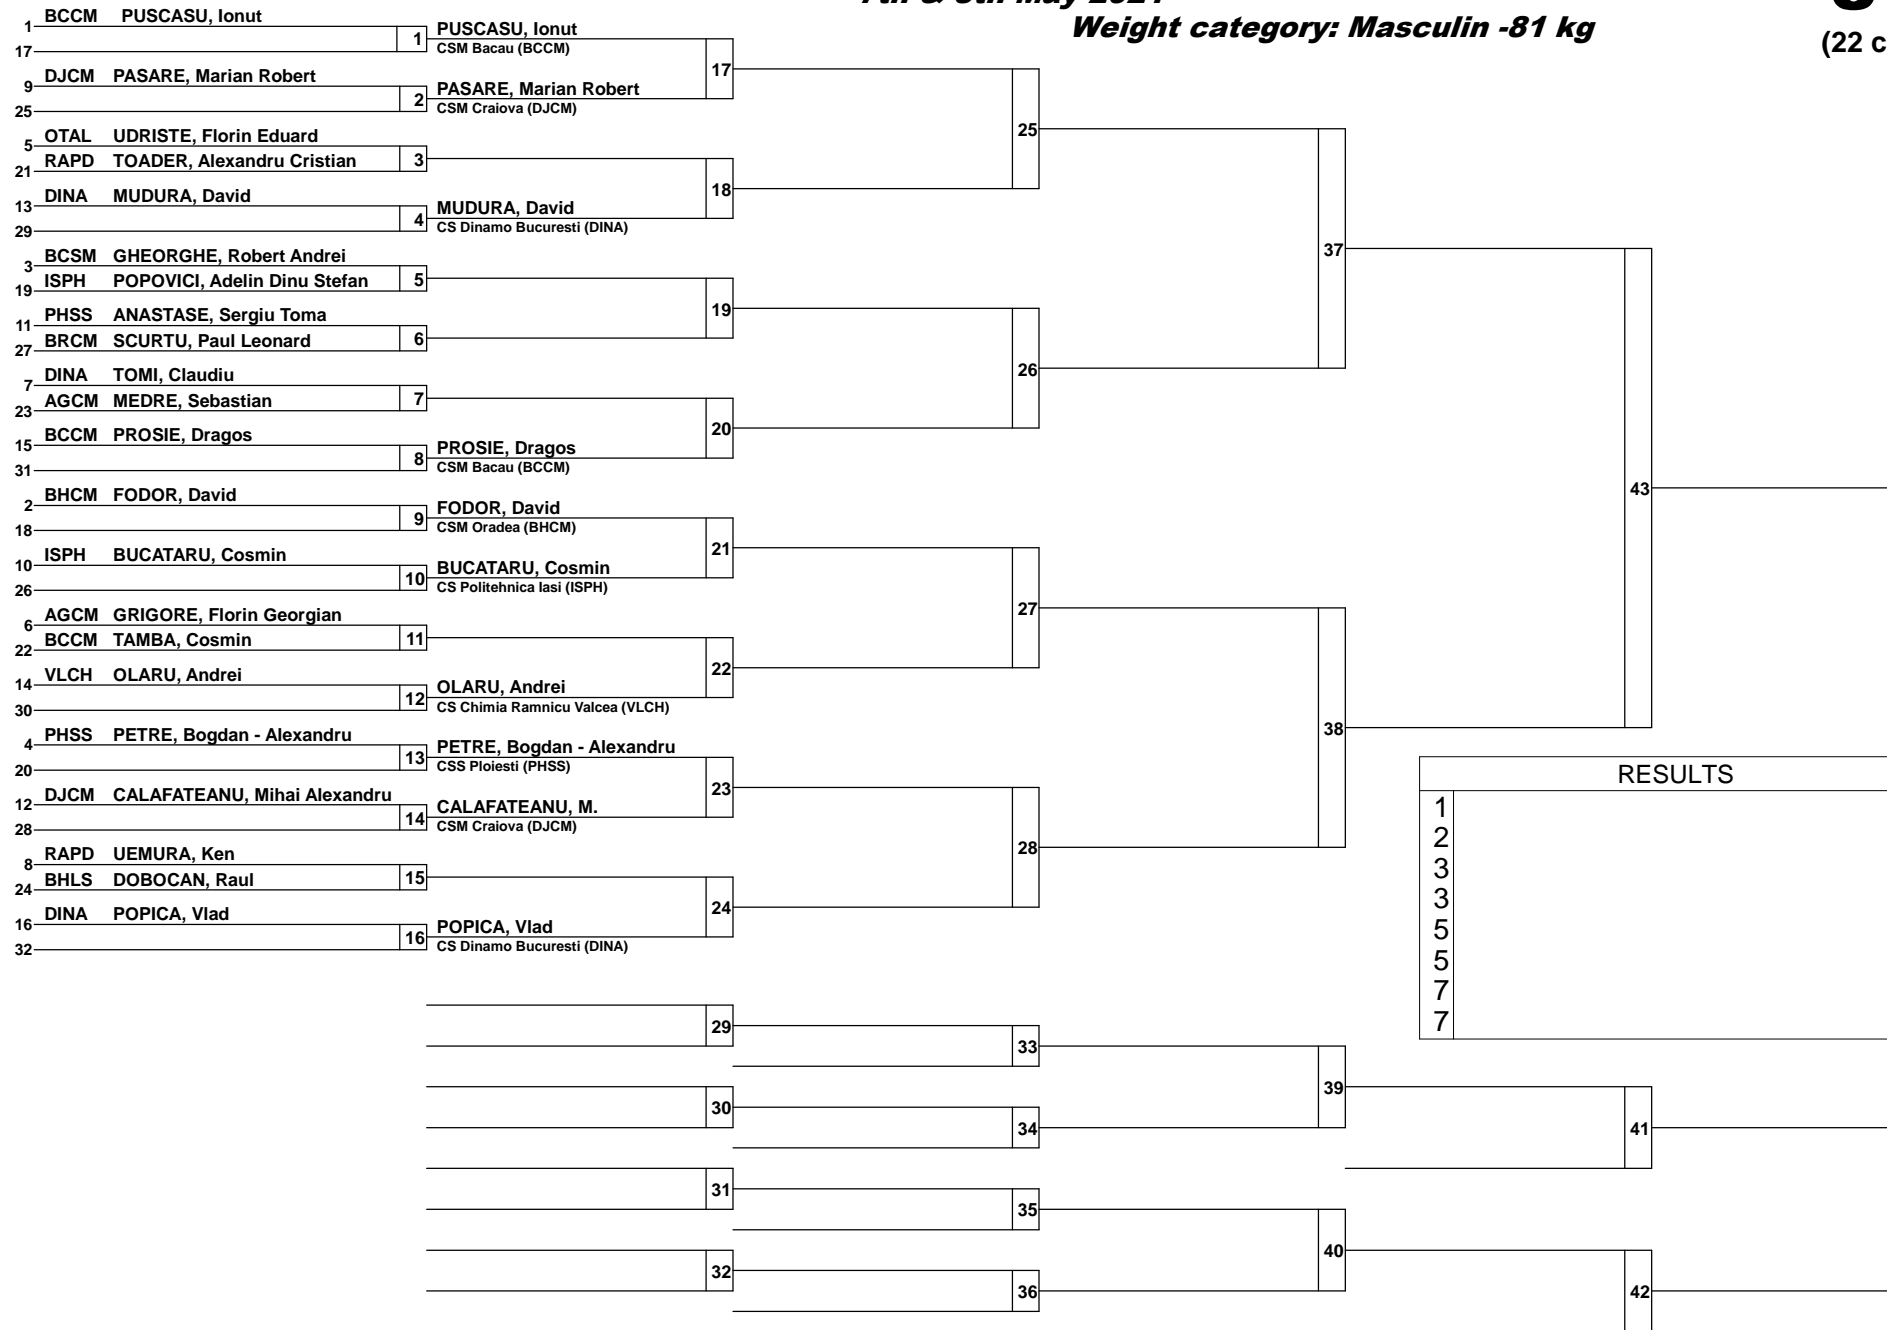 Weight category: Masculin -81 kg
(22 c
1 BCCM PUSCASU, Ionut
17
1 PUSCASU, Ionut
CSM Bacau (BCCM)
9 DJCM PASARE, Marian Robert
25
2 PASARE, Marian Robert
CSM Craiova (DJCM)
17
5 OTAL UDRISTE, Florin Eduard
21 RAPD TOADER, Alexandru Cristian
3
13 DINA MUDURA, David
29
4 MUDURA, David
CS Dinamo Bucuresti (DINA)
18
25
3 BCSM GHEORGHE, Robert Andrei
19 ISPH POPOVICI, Adelin Dinu Stefan
5
11 PHSS ANASTASE, Sergiu Toma
27 BRCM SCURTU, Paul Leonard
6
19
7 DINA TOMI, Claudiu
23 AGCM MEDRE, Sebastian
7
15 BCCM PROSIE, Dragos
31
8 PROSIE, Dragos
CSM Bacau (BCCM)
20
26
37
2 BHCM FODOR, David
18
9 FODOR, David
CSM Oradea (BHCM)
10 ISPH BUCATARU, Cosmin
26
10 BUCATARU, Cosmin
CS Politehnica Iasi (ISPH)
21
6 AGCM GRIGORE, Florin Georgian
22 BCCM TAMBA, Cosmin
11
14 VLCH OLARU, Andrei
30
12 OLARU, Andrei
CS Chimia Ramnicu Valcea (VLCH)
22
27
4 PHSS PETRE, Bogdan - Alexandru
20
13 PETRE, Bogdan - Alexandru
CSS Ploiesti (PHSS)
12 DJCM CALAFATEANU, Mihai Alexandru
28
14 CALAFATEANU, M.
CSM Craiova (DJCM)
23
8 RAPD UEMURA, Ken
24 BHLS DOBOCAN, Raul
15
16 DINA POPICA, Vlad
32
16 POPICA, Vlad
CS Dinamo Bucuresti (DINA)
24
28
38
43
RESULTS
1
2
3
3
5
5
7
7
29
33
30
34
39
41
31
35
32
36
40
42